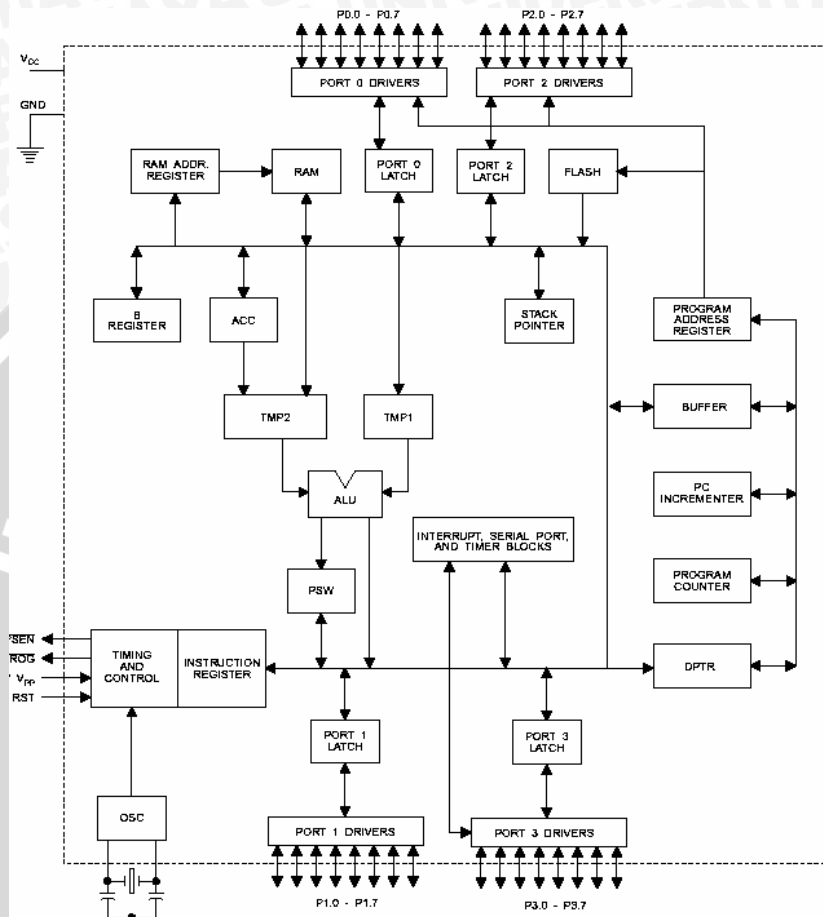 P0.0 - P0.7
P2.0 - P2.7
VCC
PORT 0 DRIVERS
PORT 2 DRIVERS
GND
RAM ADDR.
REGISTER
RAM
PORT 0
LATCH
PORT 2
LATCH
FLASH
B
REGISTER
ACC
STACK
POINTER
PROGRAM
ADDRESS
REGISTER
TMP2
TMP1
BUFFER
ALU
PC
INCREMENTER
INTERRUPT, SERIAL PORT,
AND TIMER BLOCKS
PSW
PROGRAM
COUNTER
PSEN
ROG
VPP
RST
TIMING
AND
CONTROL
INSTRUCTION
REGISTER
DPTR
PORT 1
LATCH
PORT 3
LATCH
OSC
PORT 1 DRIVERS
PORT 3 DRIVERS
P1.0 - P1.7
P3.0 - P3.7